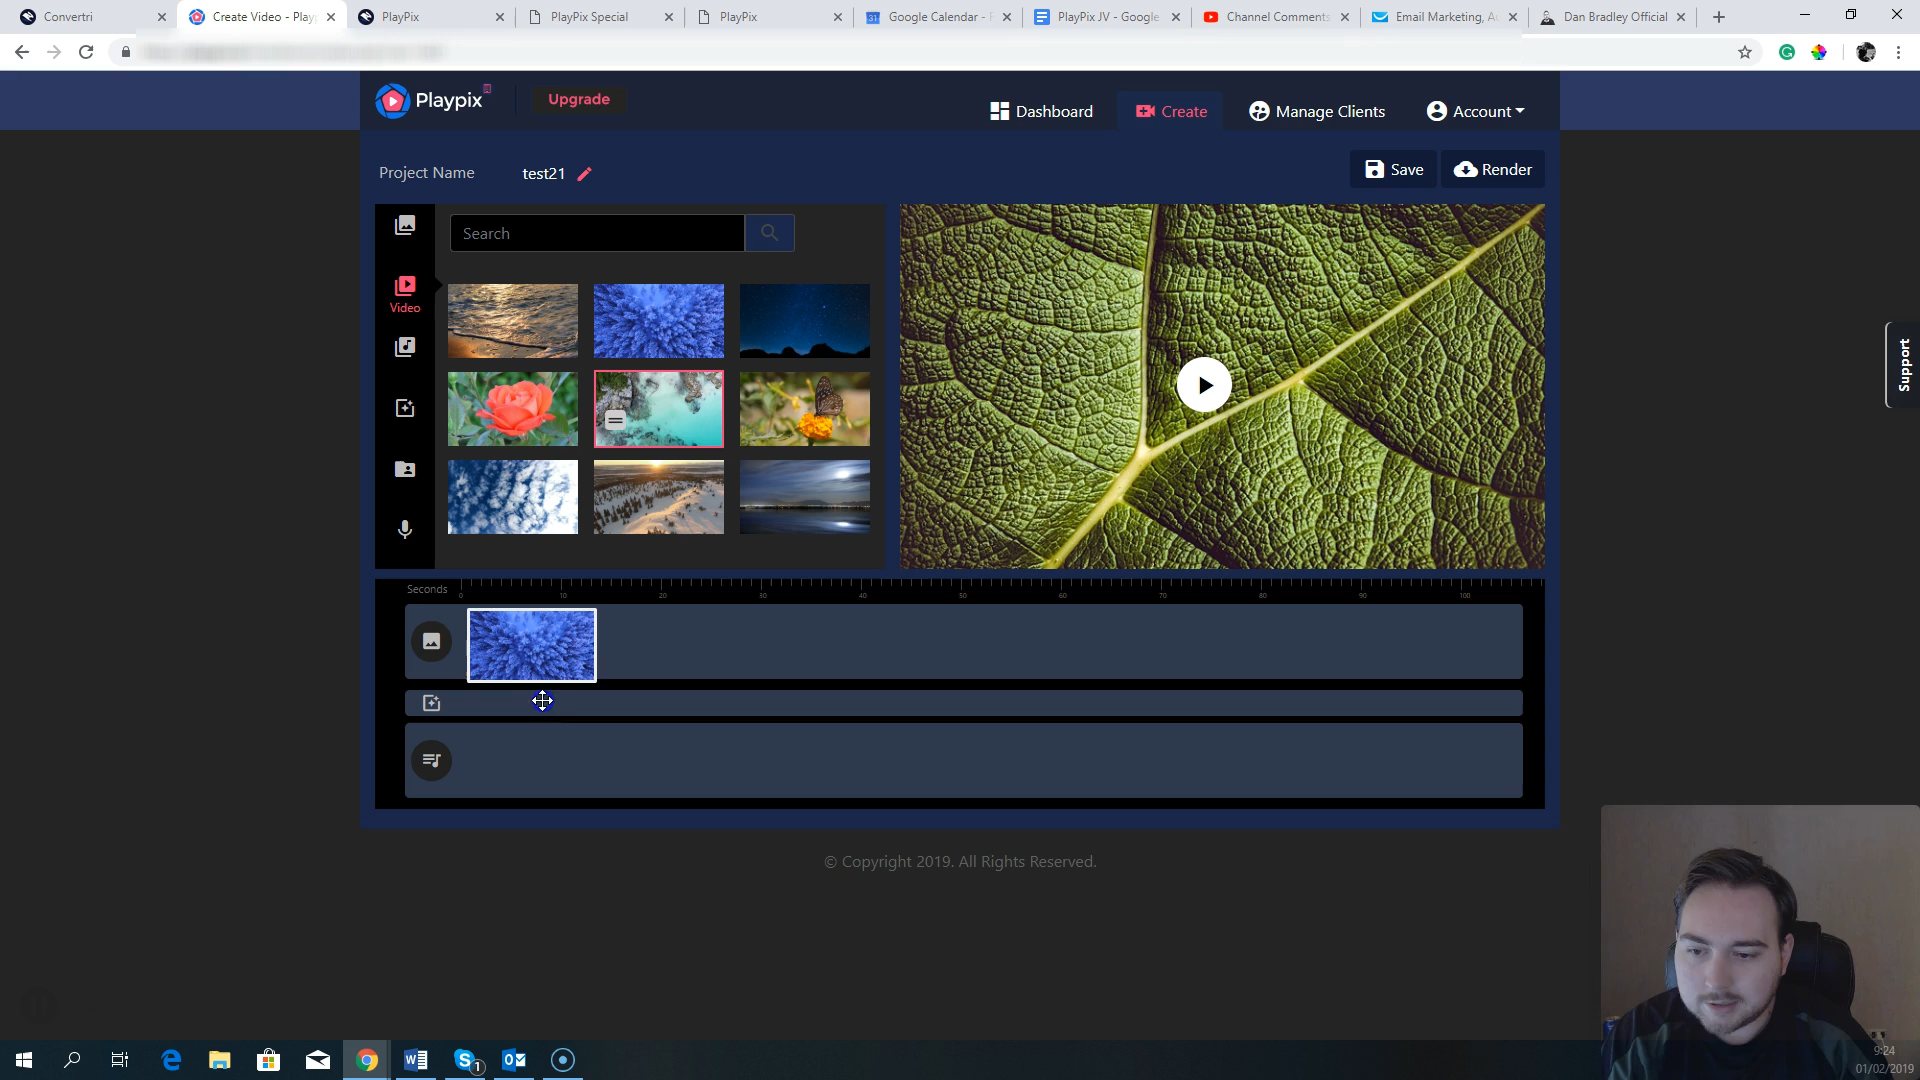 Convertri
Create Video - Play
PlayPix
PlayPix Special
PlayPix
Google Calendar -
PlayPix JV - Google
Channel Comments
Email Marketing, A
Dan Bradley Official
Playpix
Upgrade
Dashboard
Create
Manage Clients
Account
Project Name
test21
Save
Render
Search
Video
Support
Seconds
0 10 20 30 40 50 60 70 80 90 100
© Copyright 2019. All Rights Reserved.
1
9:24
01/02/2019